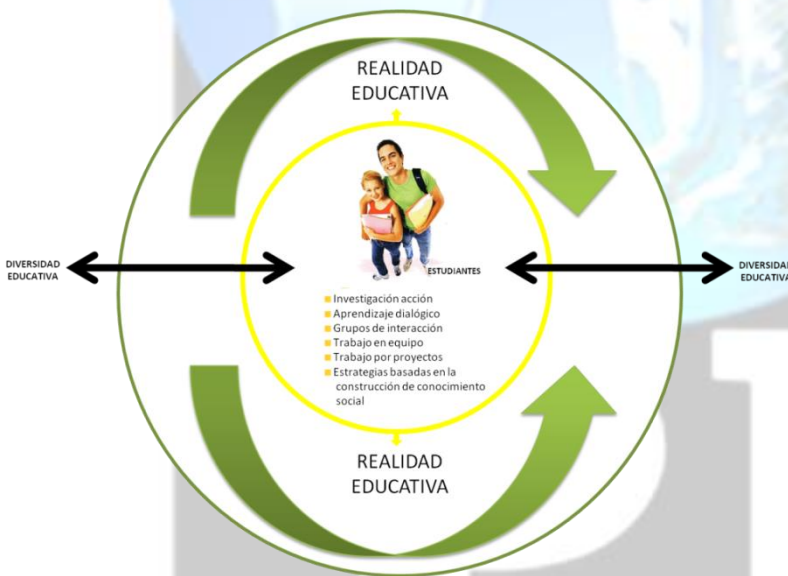 REALIDAD
EDUCATIVA
DIVERSIDAD
EDUCATIVA
ESTUDIANTES
DIVERSIDAD
EDUCATIVA
Investigación acción
Aprendizaje dialógico
Grupos de interacción
Trabajo en equipo
Trabajo por proyectos
Estrategias basadas en la
construcción de conocimiento
social
REALIDAD
EDUCATIVA